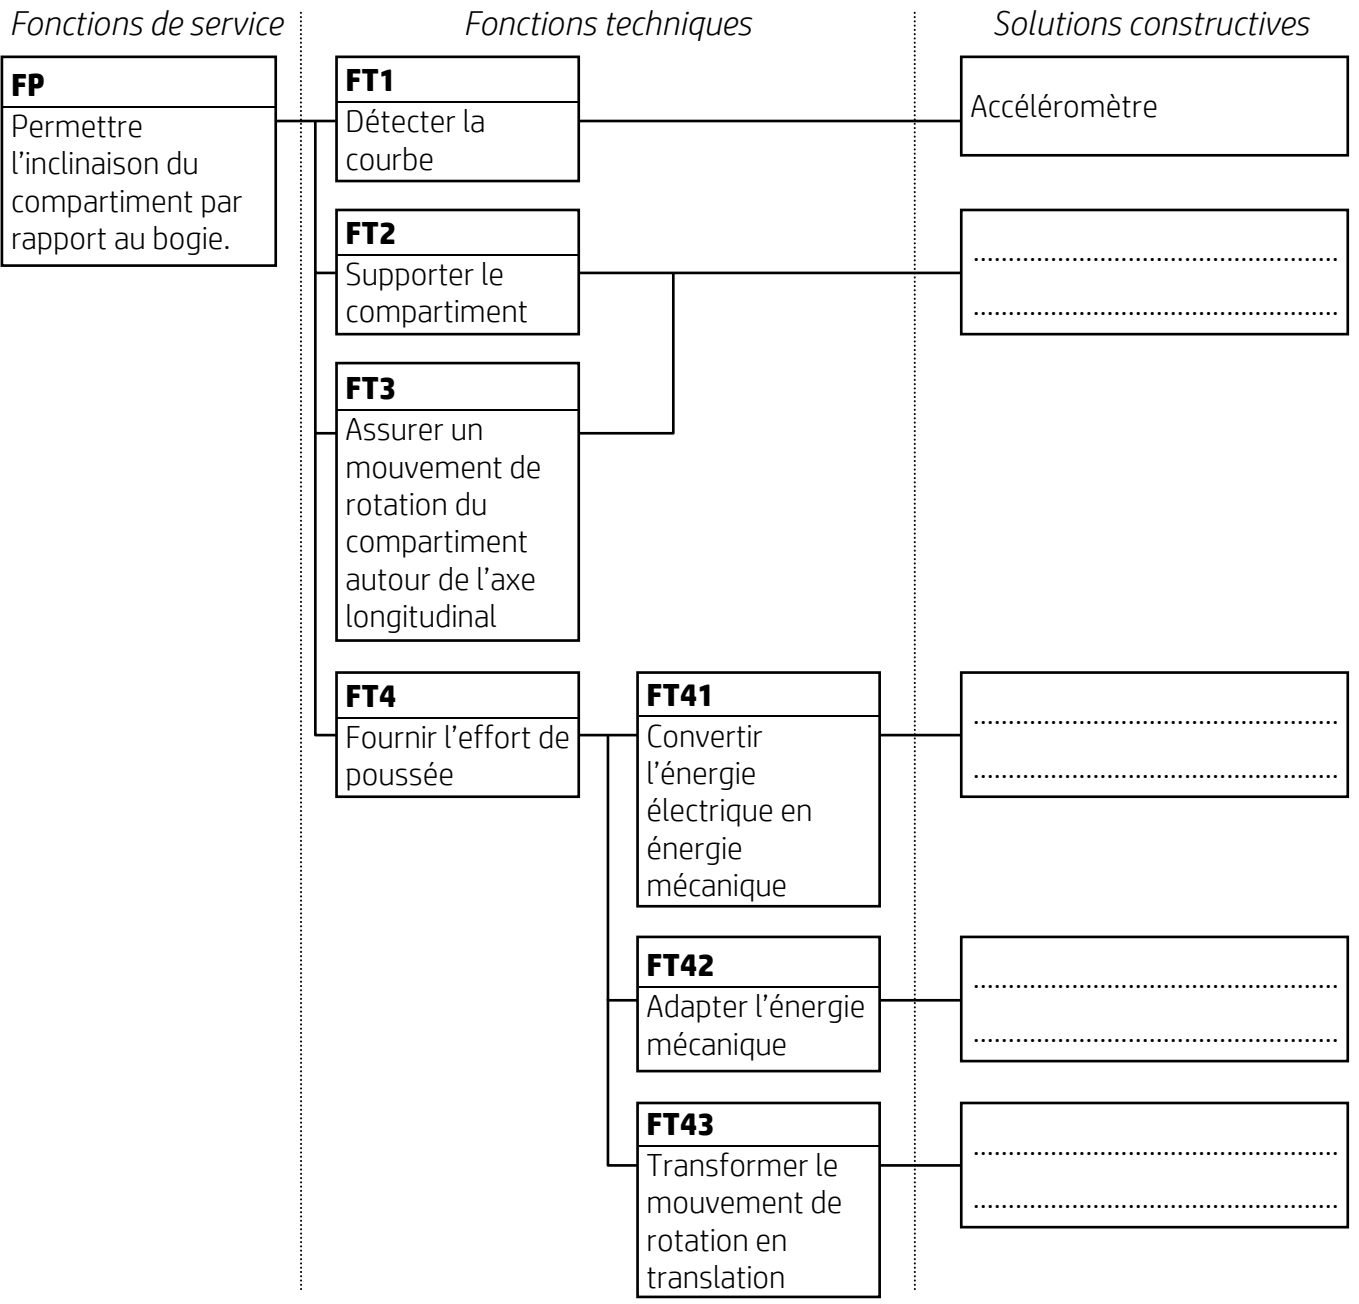 Fonctions de service
Fonctions techniques
Solutions constructives
FP
Permettre
l'inclinaison du
compartiment par
rapport au bogie.
FT1
Détecter la
courbe
Accéléromètre
FT2
Supporter le
compartiment
..................................................
..................................................
FT3
Assurer un
mouvement de
rotation du
compartiment
autour de l'axe
longitudinal
FT4
Fournir l'effort de
poussée
FT41
Convertir
l'énergie
électrique en
énergie
mécanique
..................................................
..................................................
FT42
Adapter l'énergie
mécanique
..................................................
..................................................
FT43
Transformer le
mouvement de
rotation en
translation
..................................................
..................................................